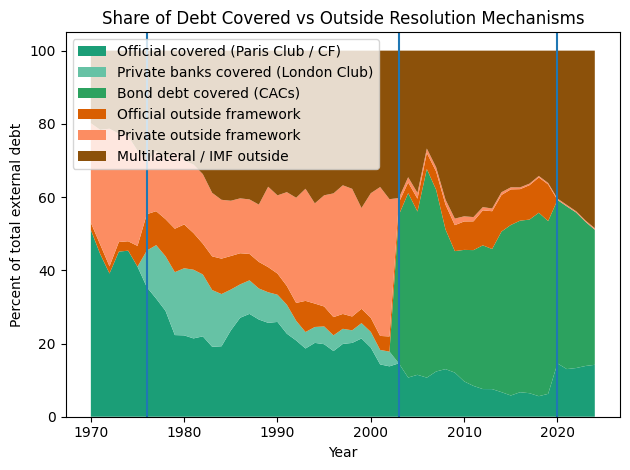 Share of Debt Covered vs Outside Resolution Mechanisms
Official covered (Paris Club / CF)
Private banks covered (London Club)
Bond debt covered (CACs)
Official outside framework
Private outside framework
Multilateral / IMF outside
Percent of total external debt
100
80
60
40
20
0
1970
1980
1990
2000
2010
2020
Year